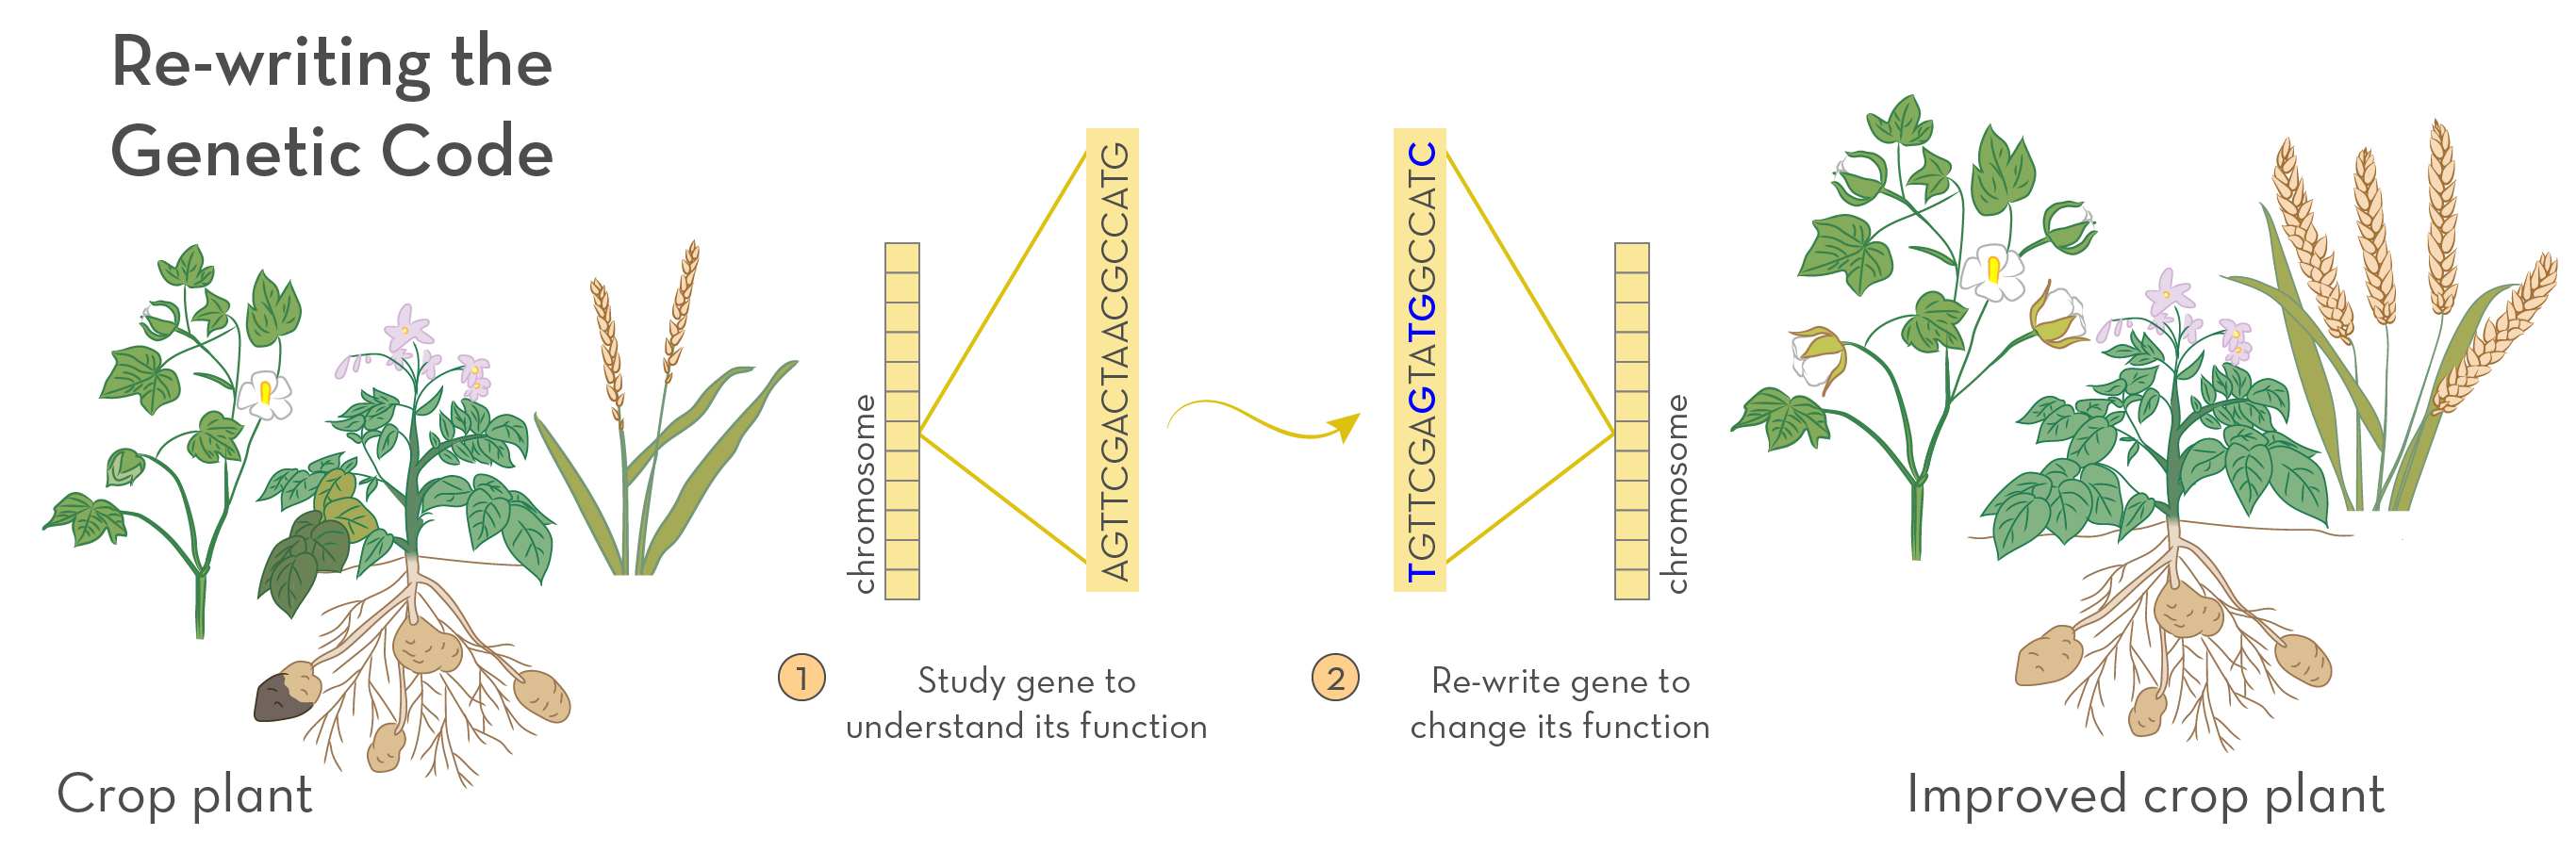 Re-writing the
Genetic Code
chromosome
AGTTCGACTAACGCCATG
TGTTCGAGTATGGCCATC
chromosome
1
Study gene to
understand its function
2
Re-write gene to
change its function
Crop plant
Improved crop plant